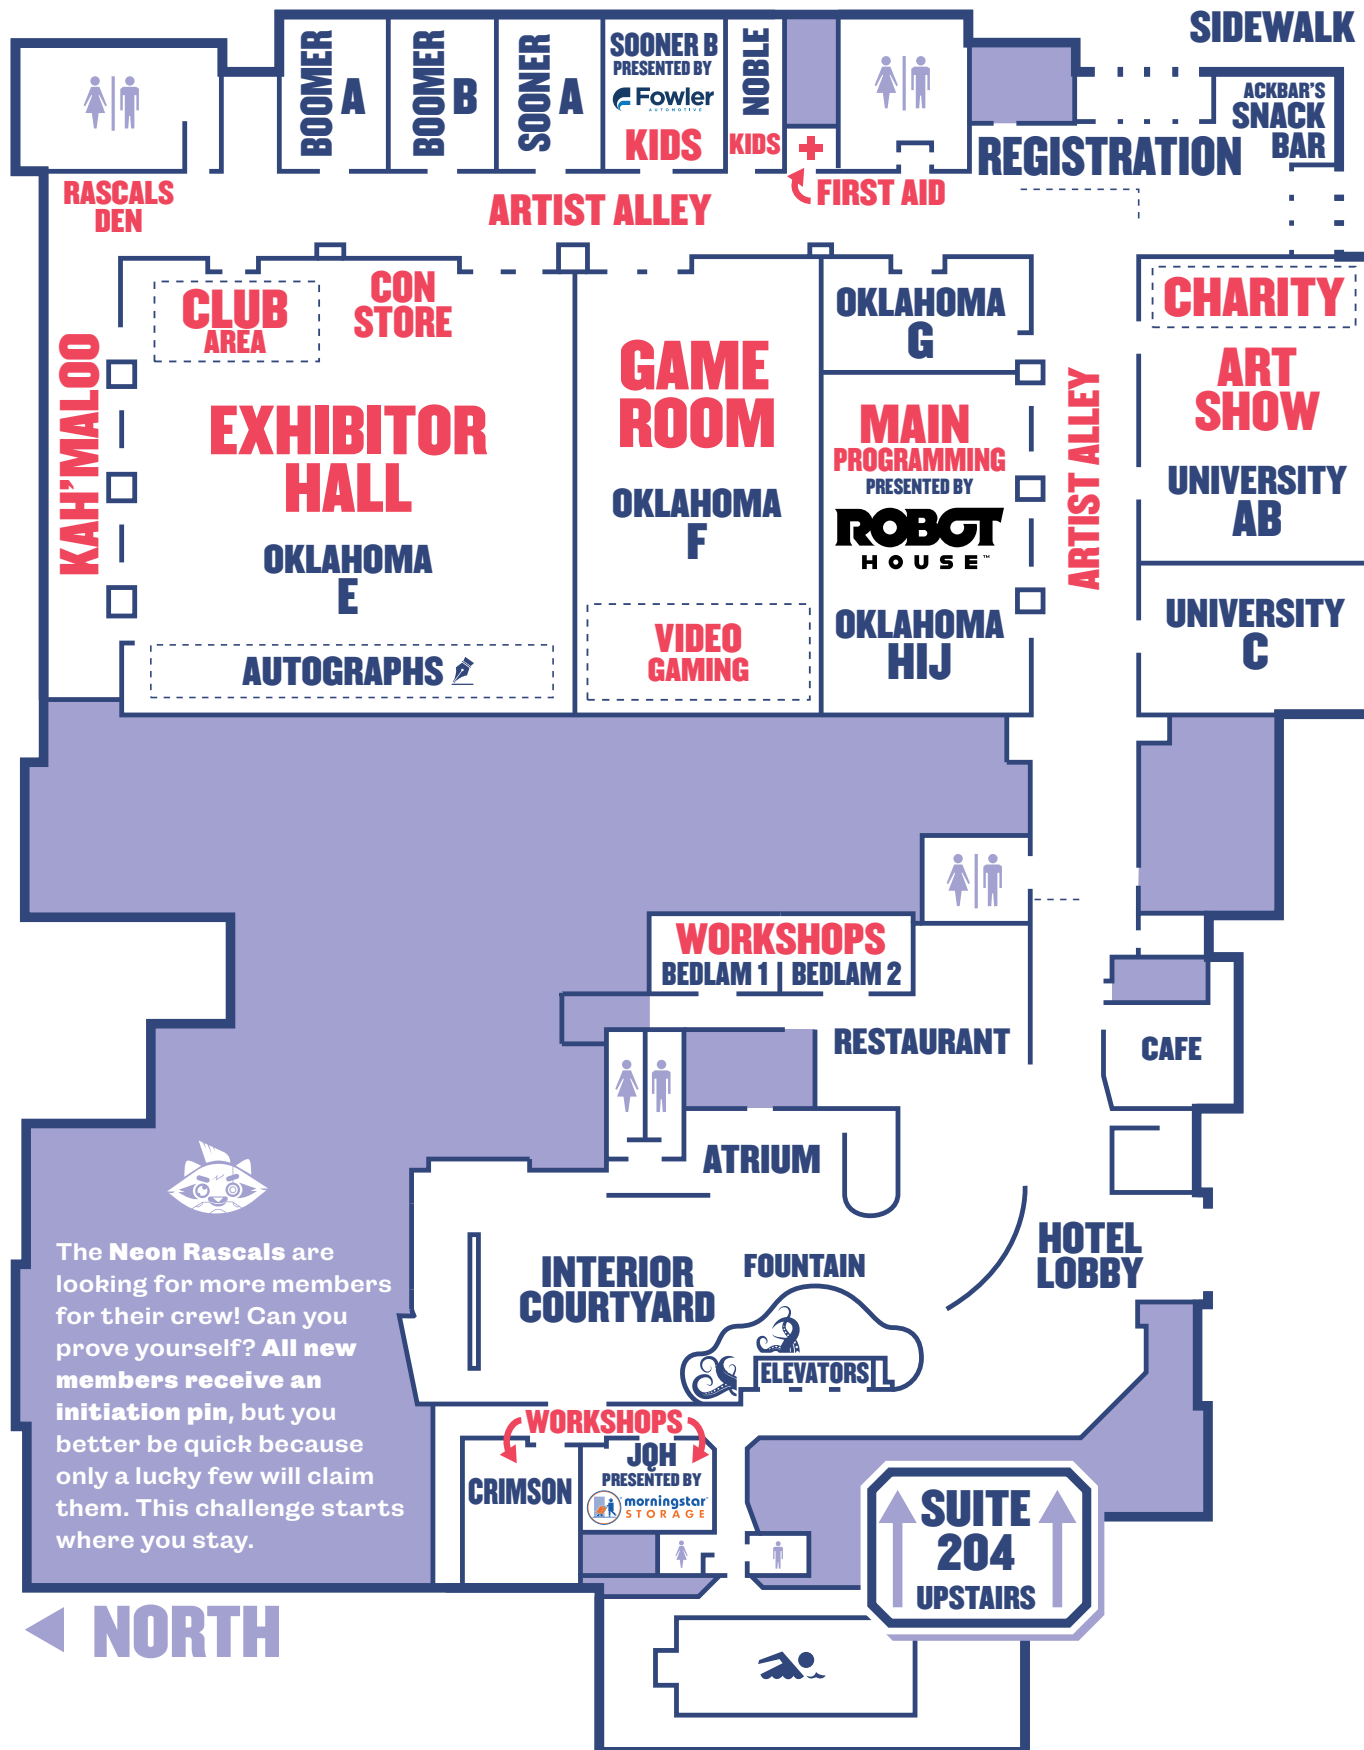 SIDEWALK
BOOMER A
BOOMER B
SOONER A
SOONER B
PRESENTED BY
Fowler
AUTOMOTIVE
KIDS
NOBLE
KIDS
ACKBAR'S
SNACK
BAR
REGISTRATION
RASCALS
DEN
ARTIST ALLEY
FIRST AID
CLUB
AREA
CON
STORE
OKLAHOMA
G
CHARITY
KAH'MALOO
EXHIBITOR
HALL
OKLAHOMA
E
AUTOGRAPHS
GAME
ROOM
OKLAHOMA
F
VIDEO
GAMING
MAIN
PROGRAMMING
PRESENTED BY
ROBOT
HOUSE™
OKLAHOMA
HIJ
ARTIST ALLEY
ART
SHOW
UNIVERSITY
AB
UNIVERSITY
C
WORKSHOPS
BEDLAM 1 | BEDLAM 2
RESTAURANT
CAFE
ATRIUM
HOTEL
LOBBY
INTERIOR
COURTYARD
FOUNTAIN
ELEVATORS
The Neon Rascals are
looking for more members
for their crew! Can you
prove yourself? All new
members receive an
initiation pin, but you
better be quick because
only a lucky few will claim
them. This challenge starts
where you stay.
WORKSHOPS
CRIMSON
JQH
PRESENTED BY
morningstar
STORAGE
SUITE
204
UPSTAIRS
NORTH